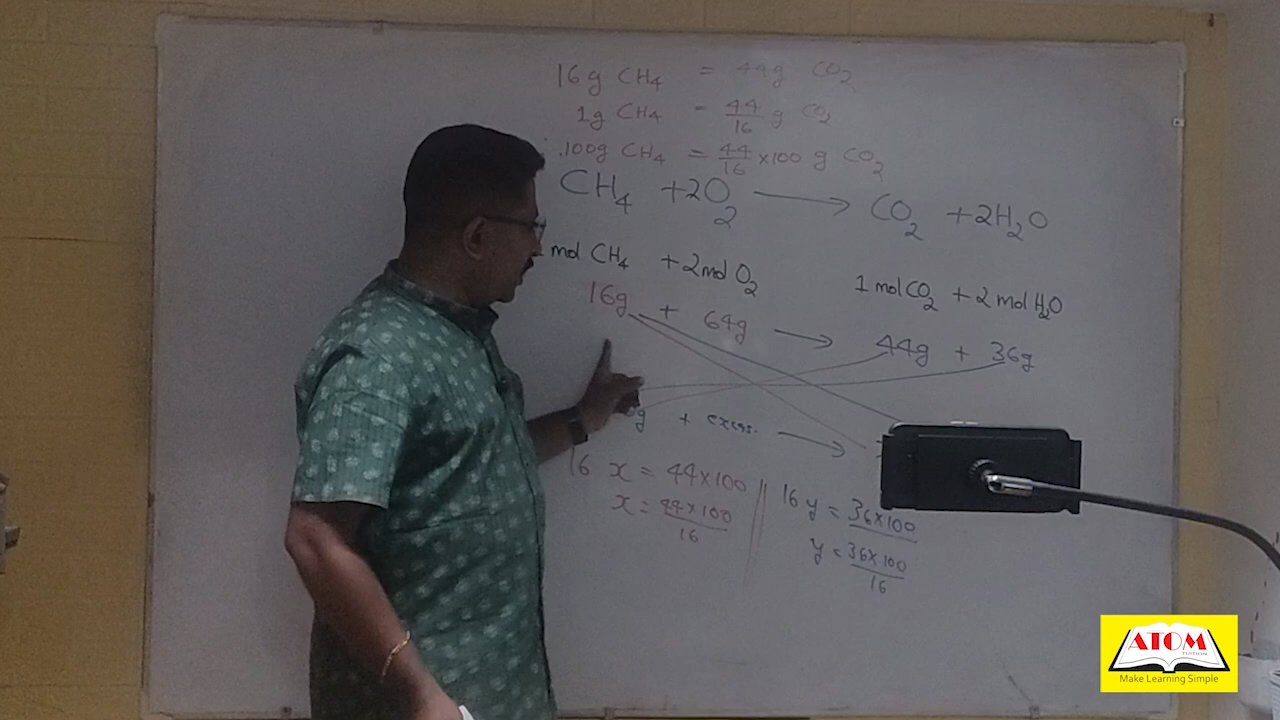 16 g CH4 = 44g CO2
1g CH4 = 44/16 g CO2
100g CH4 = 44/16 x100 g CO2
CH4 + 2O2 ⟶ CO2 + 2H2O
mol CH4 + 2mol O2 1 mol CO2 + 2 mol H2O
16g + 64g ⟶ 44g + 36g
g + excess. ⟶
16 x = 44x100 || 16 y = 36x100
x = 44x100/16 y = 36x100/16
ATOM
TUITION
Make Learning Simple